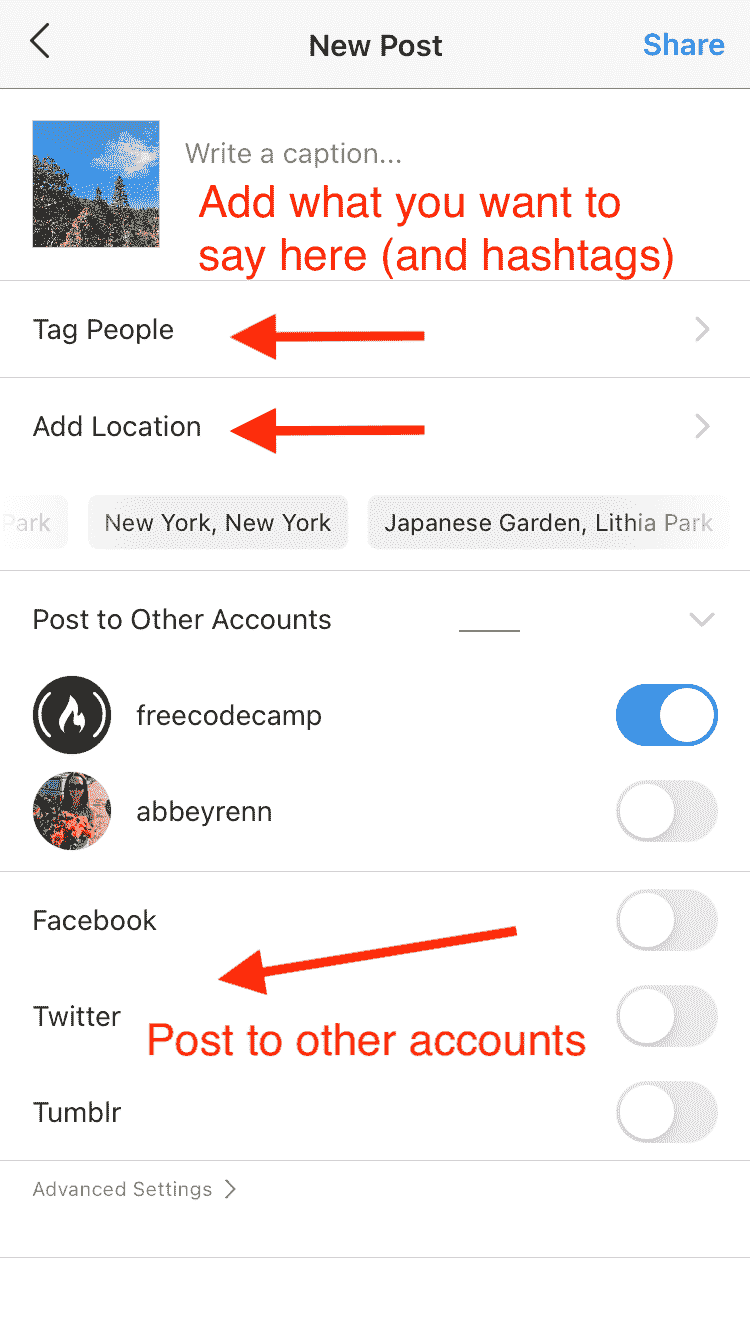 New Post
Share
Write a caption...
Add what you want to
say here (and hashtags)
Tag People
Add Location
Park
New York, New York
Japanese Garden, Lithia Park
Post to Other Accounts
freecodecamp
abbeyrenn
Facebook
Twitter
Post to other accounts
Tumblr
Advanced Settings